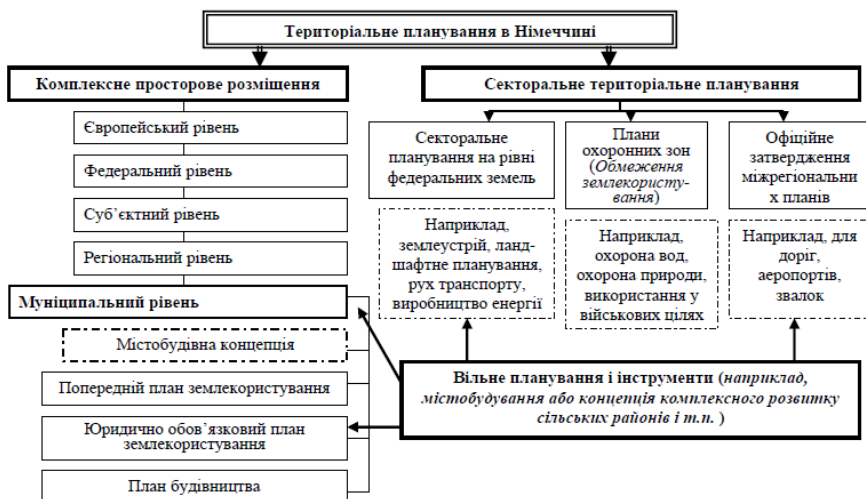 Територіальне планування в Німеччині
Комплексне просторове розміщення
Європейський рівень
Федеральний рівень
Суб’єктний рівень
Регіональний рівень
Муніципальний рівень
Містобудівна концепція
Попередній план землекористування
Юридично обов’язковий план
землекористування
План будівництва
Секторальне територіальне планування
Секторальне
планування на рівні
федеральних земель
Плани
охоронних зон
(Обмеження
землекористу-
вання)
Офіційне
затвердження
міжрегіональни
х планів
Наприклад,
землеустрій, ланд-
шафтне планування,
рух транспорту,
виробництво енергії
Наприклад,
охорона вод,
охорона природи,
використання у
військових цілях
Наприклад, для
доріг,
аеропортів,
звалок
Вільне планування і інструменти (наприклад,
містобудування або концепція комплексного розвитку
сільських районів і т.п. )